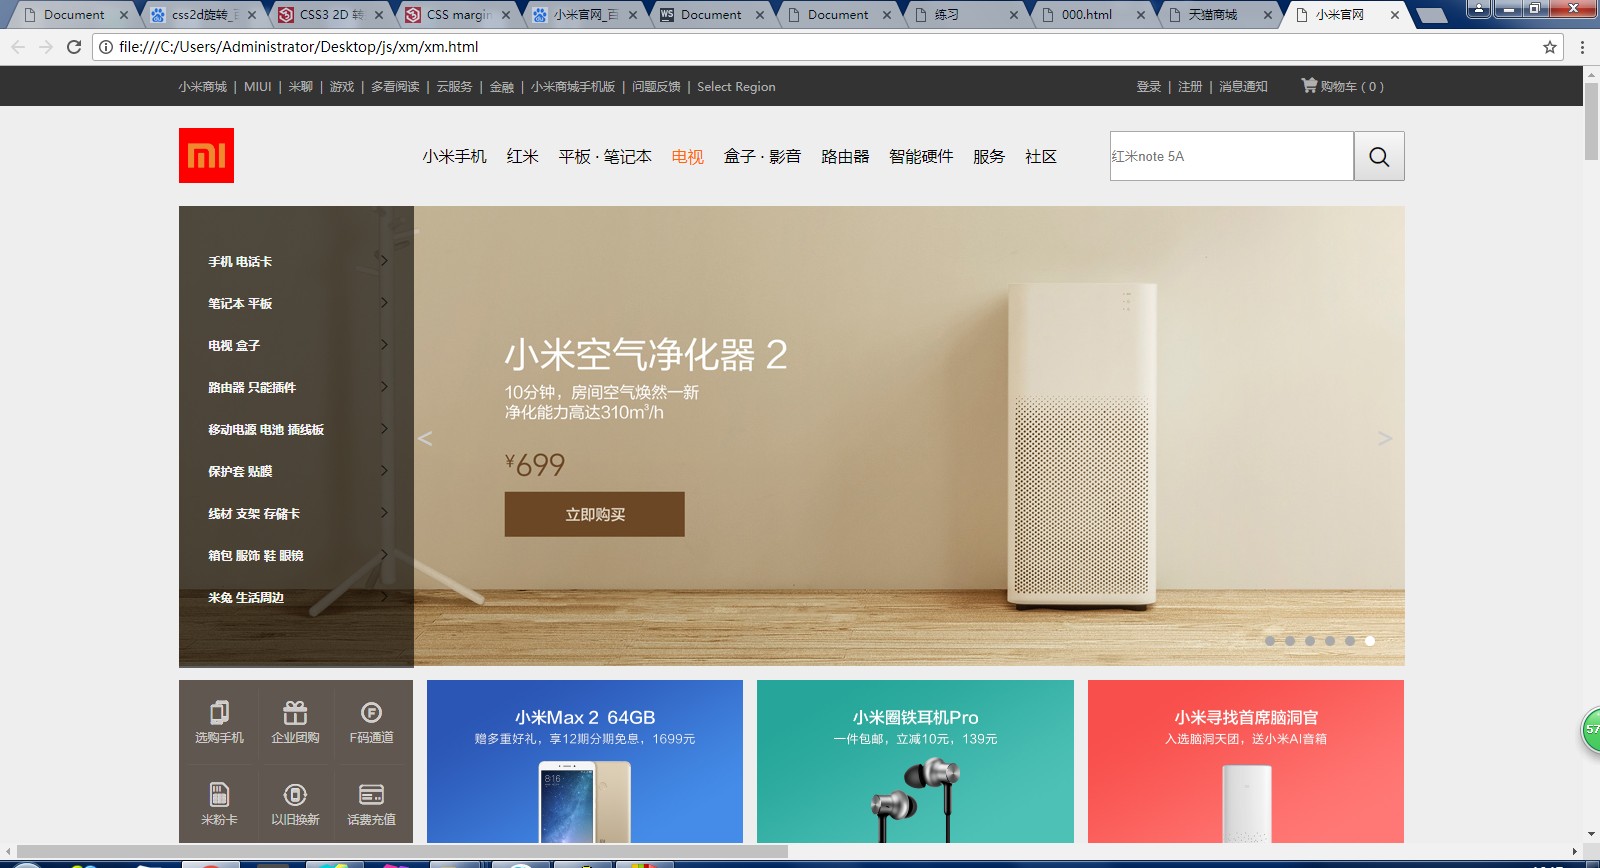 Document
css2d旋转_百
CSS3 2D 转
CSS margin
小米官网_百
Document
Document
练习
000.html
天猫商城
小米官网
file:///C:/Users/Administrator/Desktop/js/xm/xm.html
小米商城 | MIUI | 米聊 | 游戏 | 多看阅读 | 云服务 | 金融 | 小米商城手机版 | 问题反馈 | Select Region
登录 | 注册 | 消息通知
购物车 ( 0 )
小米手机 红米 平板 · 笔记本 电视 盒子 · 影音 路由器 智能硬件 服务 社区
红米note 5A
手机 电话卡
笔记本 平板
电视 盒子
路由器 只能插件
移动电源 电池 插线板
保护套 贴膜
线材 支架 存储卡
箱包 服饰 鞋 眼镜
米兔 生活周边
小米空气净化器 2
10分钟，房间空气焕然一新
净化能力高达310m³/h
¥699
立即购买
<
>
选购手机
企业团购
F码通道
米粉卡
以旧换新
话费充值
小米Max 2 64GB
赠多重好礼，享12期分期免息，1699元
8:16
小米圈铁耳机Pro
一件包邮，立减10元，139元
小米寻找首席脑洞官
入选脑洞天团，送小米AI音箱
57